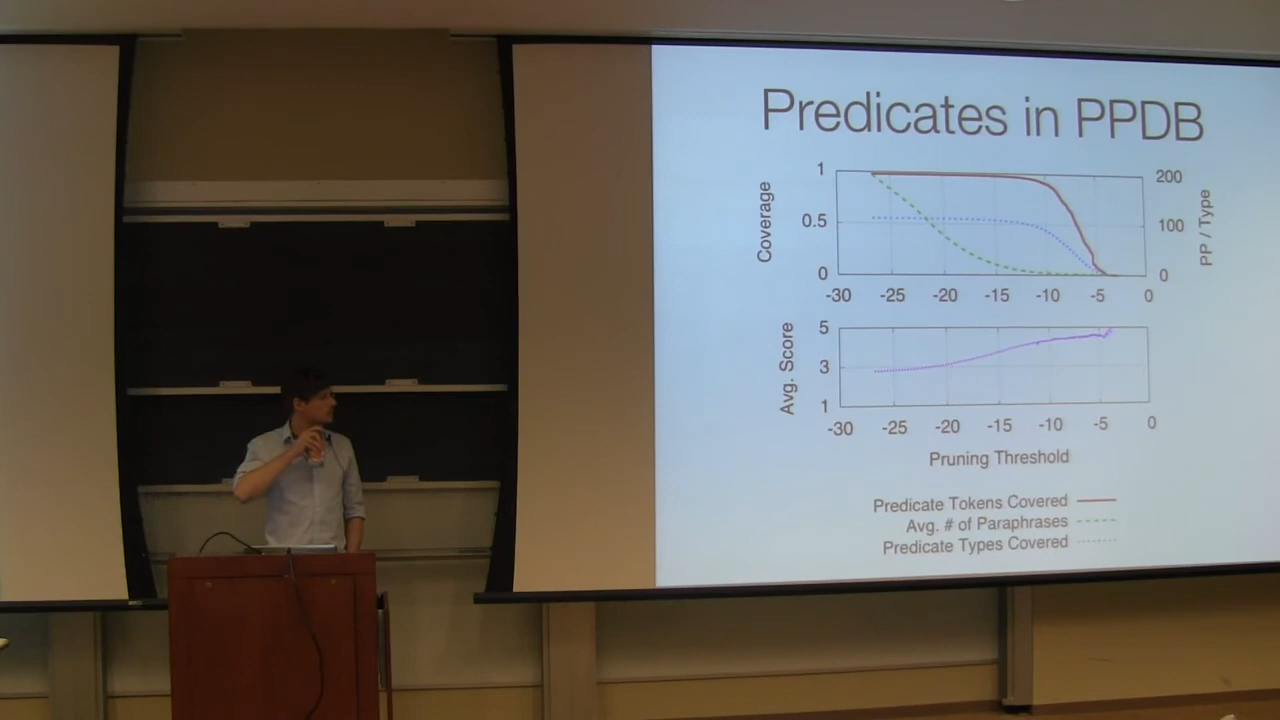 Predicates in PPDB
Coverage
1
0.5
0
PP / Type
200
100
0
-30 -25 -20 -15 -10 -5 0
Avg. Score
5
3
1
-30 -25 -20 -15 -10 -5 0
Pruning Threshold
Predicate Tokens Covered
Avg. # of Paraphrases
Predicate Types Covered